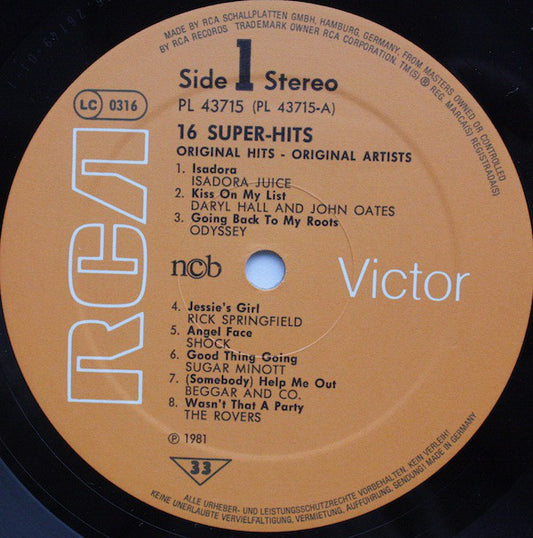 MADE BY RCA SCHALLPLATTEN GMBH, HAMBURG, GERMANY, FROM MASTERS OWNED OR CONTROLLED
BY RCA RECORDS TRADEMARK OWNER RCA CORPORATION. TM(S) ® REG. MARCA(S) REGISTRADA(S)
Side 1 Stereo
PL 43715 (PL 43715-A)
LC 0316
16 SUPER-HITS
ORIGINAL HITS - ORIGINAL ARTISTS
1. Isadora
ISADORA JUICE
2. Kiss On My List
DARYL HALL AND JOHN OATES
3. Going Back To My Roots
ODYSSEY
RCA
ncb
Victor
4. Jessie's Girl
RICK SPRINGFIELD
5. Angel Face
SHOCK
6. Good Thing Going
SUGAR MINOTT
7. (Somebody) Help Me Out
BEGGAR AND CO.
8. Wasn't That A Party
THE ROVERS
℗ 1981
33
ALLE URHEBER- UND LEISTUNGSSCHUTZRECHTE VORBEHALTEN. KEIN VERLEIH!
KEINE UNERLAUBTE VERVIELFÄLTIGUNG, VERMIETUNG, AUFFÜHRUNG, SENDUNG! MADE IN GERMANY